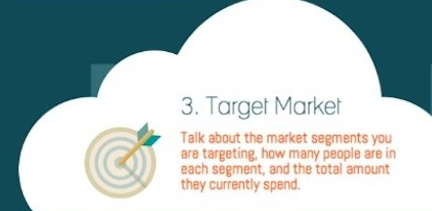 3. Target Market
Talk about the market segments you
are targeting, how many people are in
each segment, and the total amount
they currently spend.